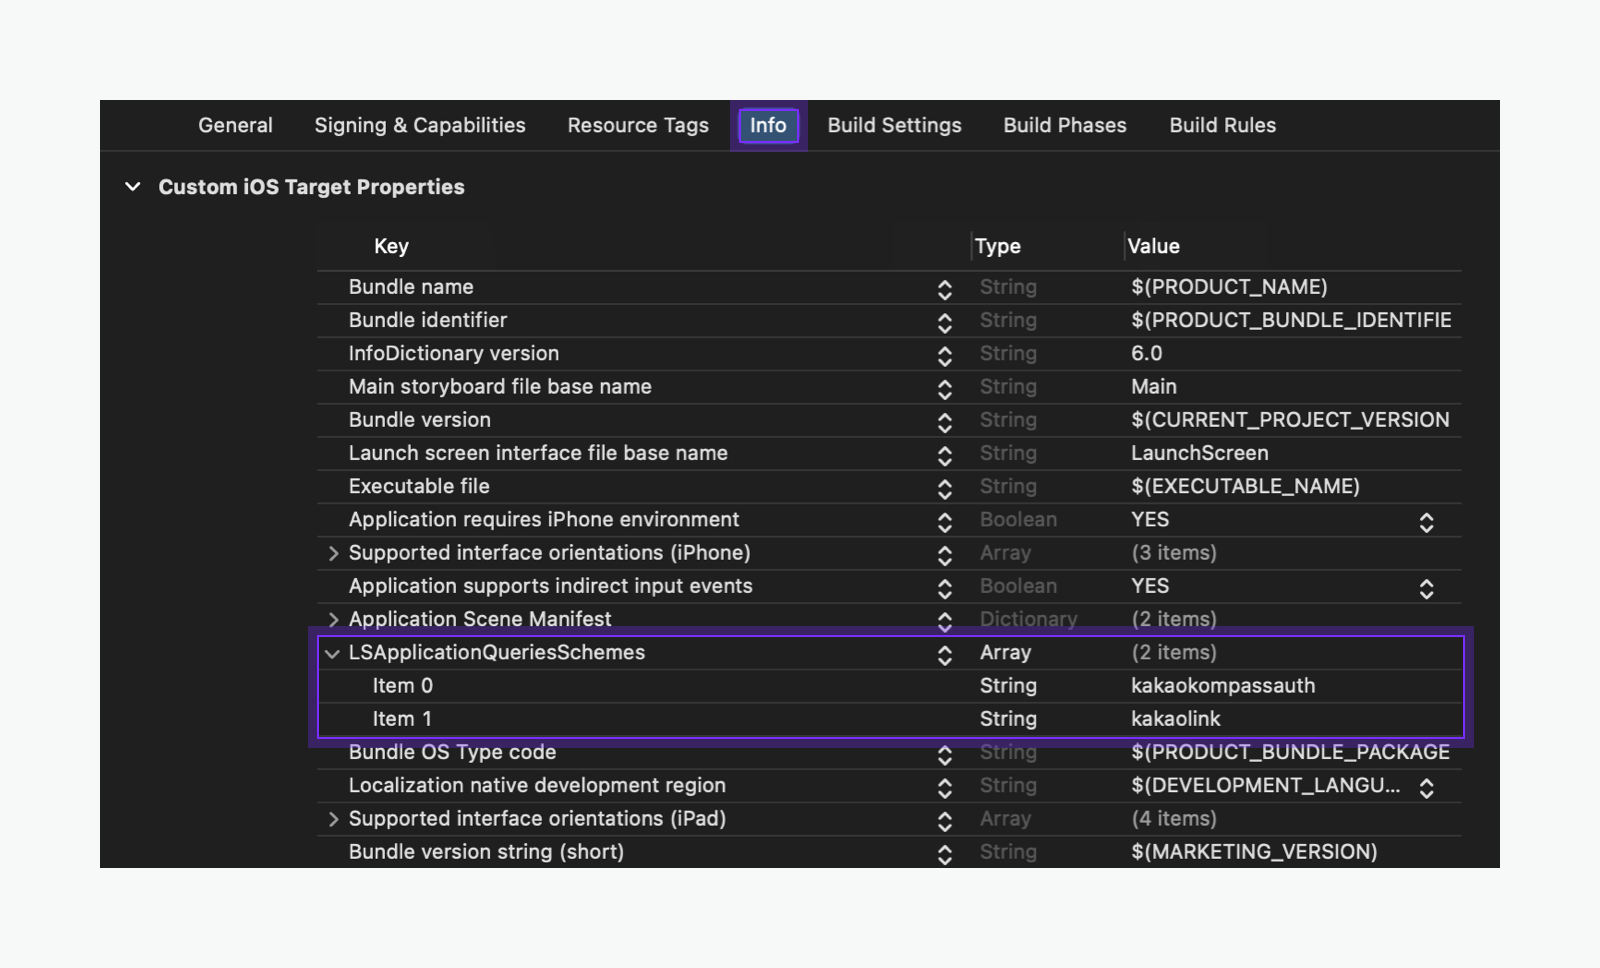 General Signing & Capabilities Resource Tags Info Build Settings Build Phases Build Rules
Custom iOS Target Properties
Key Type Value
Bundle name String $(PRODUCT_NAME)
Bundle identifier String $(PRODUCT_BUNDLE_IDENTIFIE
InfoDictionary version String 6.0
Main storyboard file base name String Main
Bundle version String $(CURRENT_PROJECT_VERSION
Launch screen interface file base name String LaunchScreen
Executable file String $(EXECUTABLE_NAME)
Application requires iPhone environment Boolean YES
Supported interface orientations (iPhone) Array (3 items)
Application supports indirect input events Boolean YES
Application Scene Manifest Dictionary (2 items)
LSApplicationQueriesSchemes Array (2 items)
Item 0 String kakaokompassauth
Item 1 String kakaolink
Bundle OS Type code String $(PRODUCT_BUNDLE_PACKAGE
Localization native development region String $(DEVELOPMENT_LANGU...
Supported interface orientations (iPad) Array (4 items)
Bundle version string (short) String $(MARKETING_VERSION)